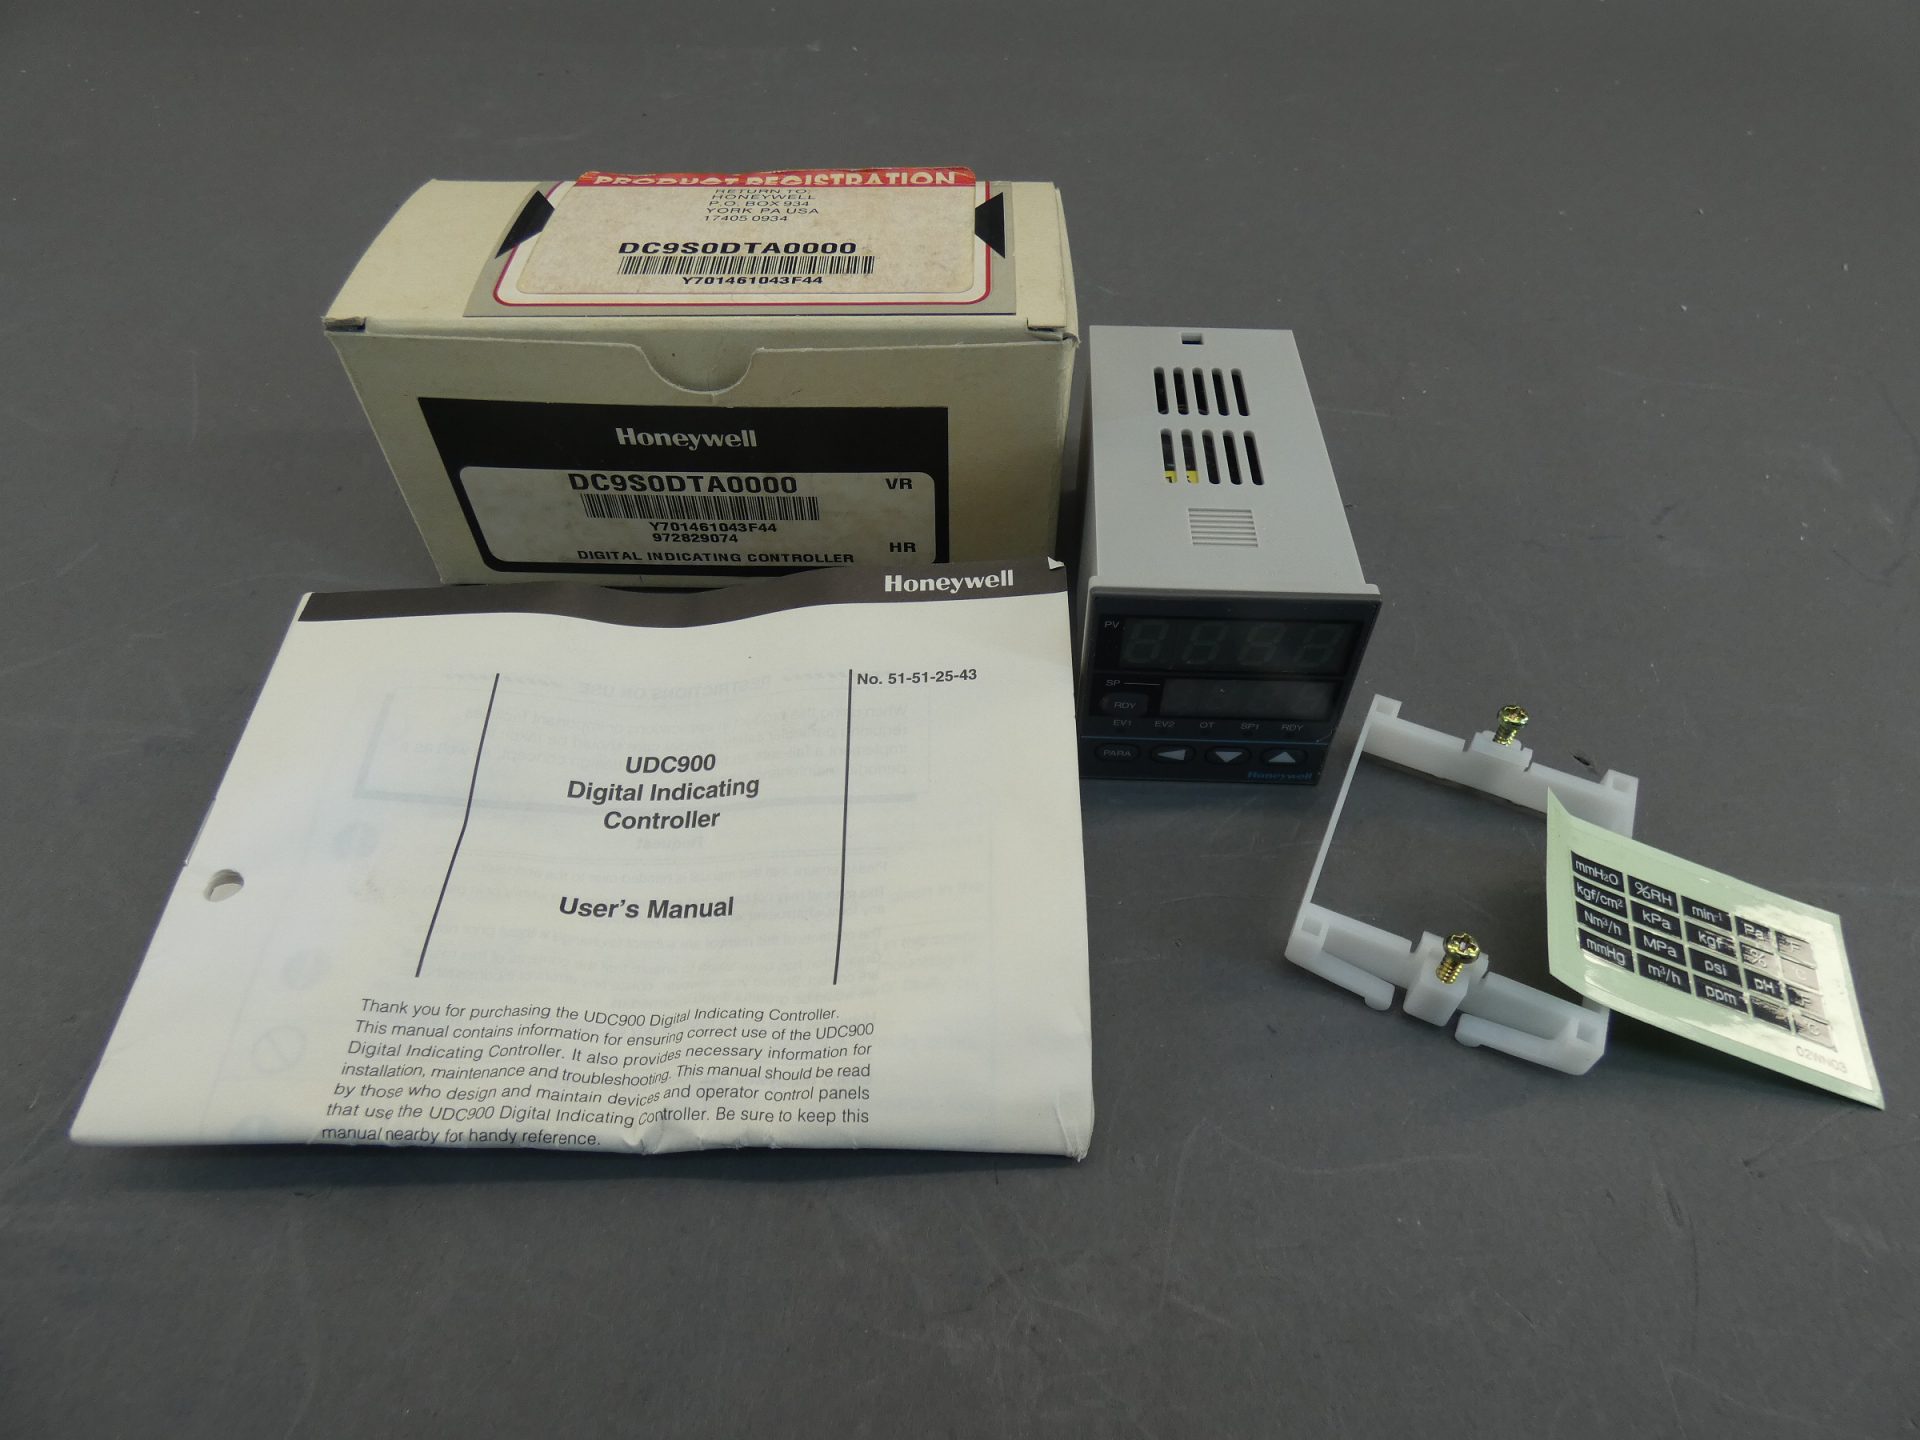 PRODUCT REGISTRATION
RETURN TO:
HONEYWELL
P.O. BOX 934
YORK PA USA
17405 0934
DC9S0DTA0000
Y701461043F44
Honeywell
DC9S0DTA0000 VR
Y701461043F44
972829074
DIGITAL INDICATING CONTROLLER HR
Honeywell
No. 51-51-25-43
UDC900
Digital Indicating
Controller
User's Manual
Thank you for purchasing the UDC900 Digital Indicating Controller.
This manual contains information for ensuring correct use of the UDC900
Digital Indicating Controller. It also provides necessary information for
installation, maintenance and troubleshooting. This manual should be read
by those who design and maintain devices and operator control panels
that use the UDC900 Digital Indicating Controller. Be sure to keep this
manual nearby for handy reference.
PV
SP
RDY
EV1 EV2 OT SP1 RDY
PARA
Honeywell
mmH2O %RH min-1 Pa °F
kgf/cm² kPa kgf % C
Nm³/h MPa psi pH °F
mmHg m³/h ppm °C
02WN03